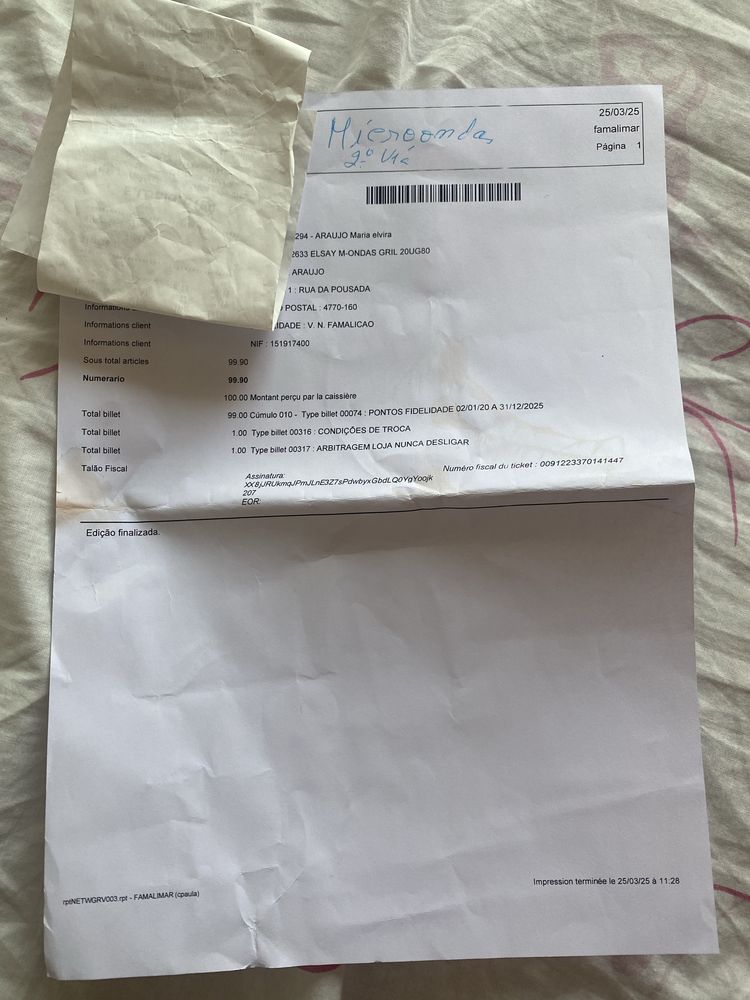 25/03/25
Microondas
famalimar
2º Via
Página 1
294 - ARAUJO Maria elvira
2633 ELSAY M-ONDAS GRIL 20UG80
ARAUJO
1 : RUA DA POUSADA
Informations POSTAL : 4770-160
Informations client IDADE : V. N. FAMALICAO
Informations client NIF : 151917400
Sous total articles 99.90
Numerario 99.90
100.00 Montant perçu par la caissière
Total billet 99.00 Cúmulo 010 - Type billet 00074 : PONTOS FIDELIDADE 02/01/20 A 31/12/2025
Total billet 1.00 Type billet 00316 : CONDIÇÕES DE TROCA
Total billet 1.00 Type billet 00317 : ARBITRAGEM LOJA NUNCA DESLIGAR
Talão Fiscal Numéro fiscal du ticket : 0091223370141447
Assinatura:
XX8jJRUkmqJPmJLnE3Z7sPdwbyxGbdLQ0YgYoojk
207
EOR:
Edição finalizada.
Impression terminée le 25/03/25 à 11:28
rptNETWGRV003.rpt - FAMALIMAR (cpaula)